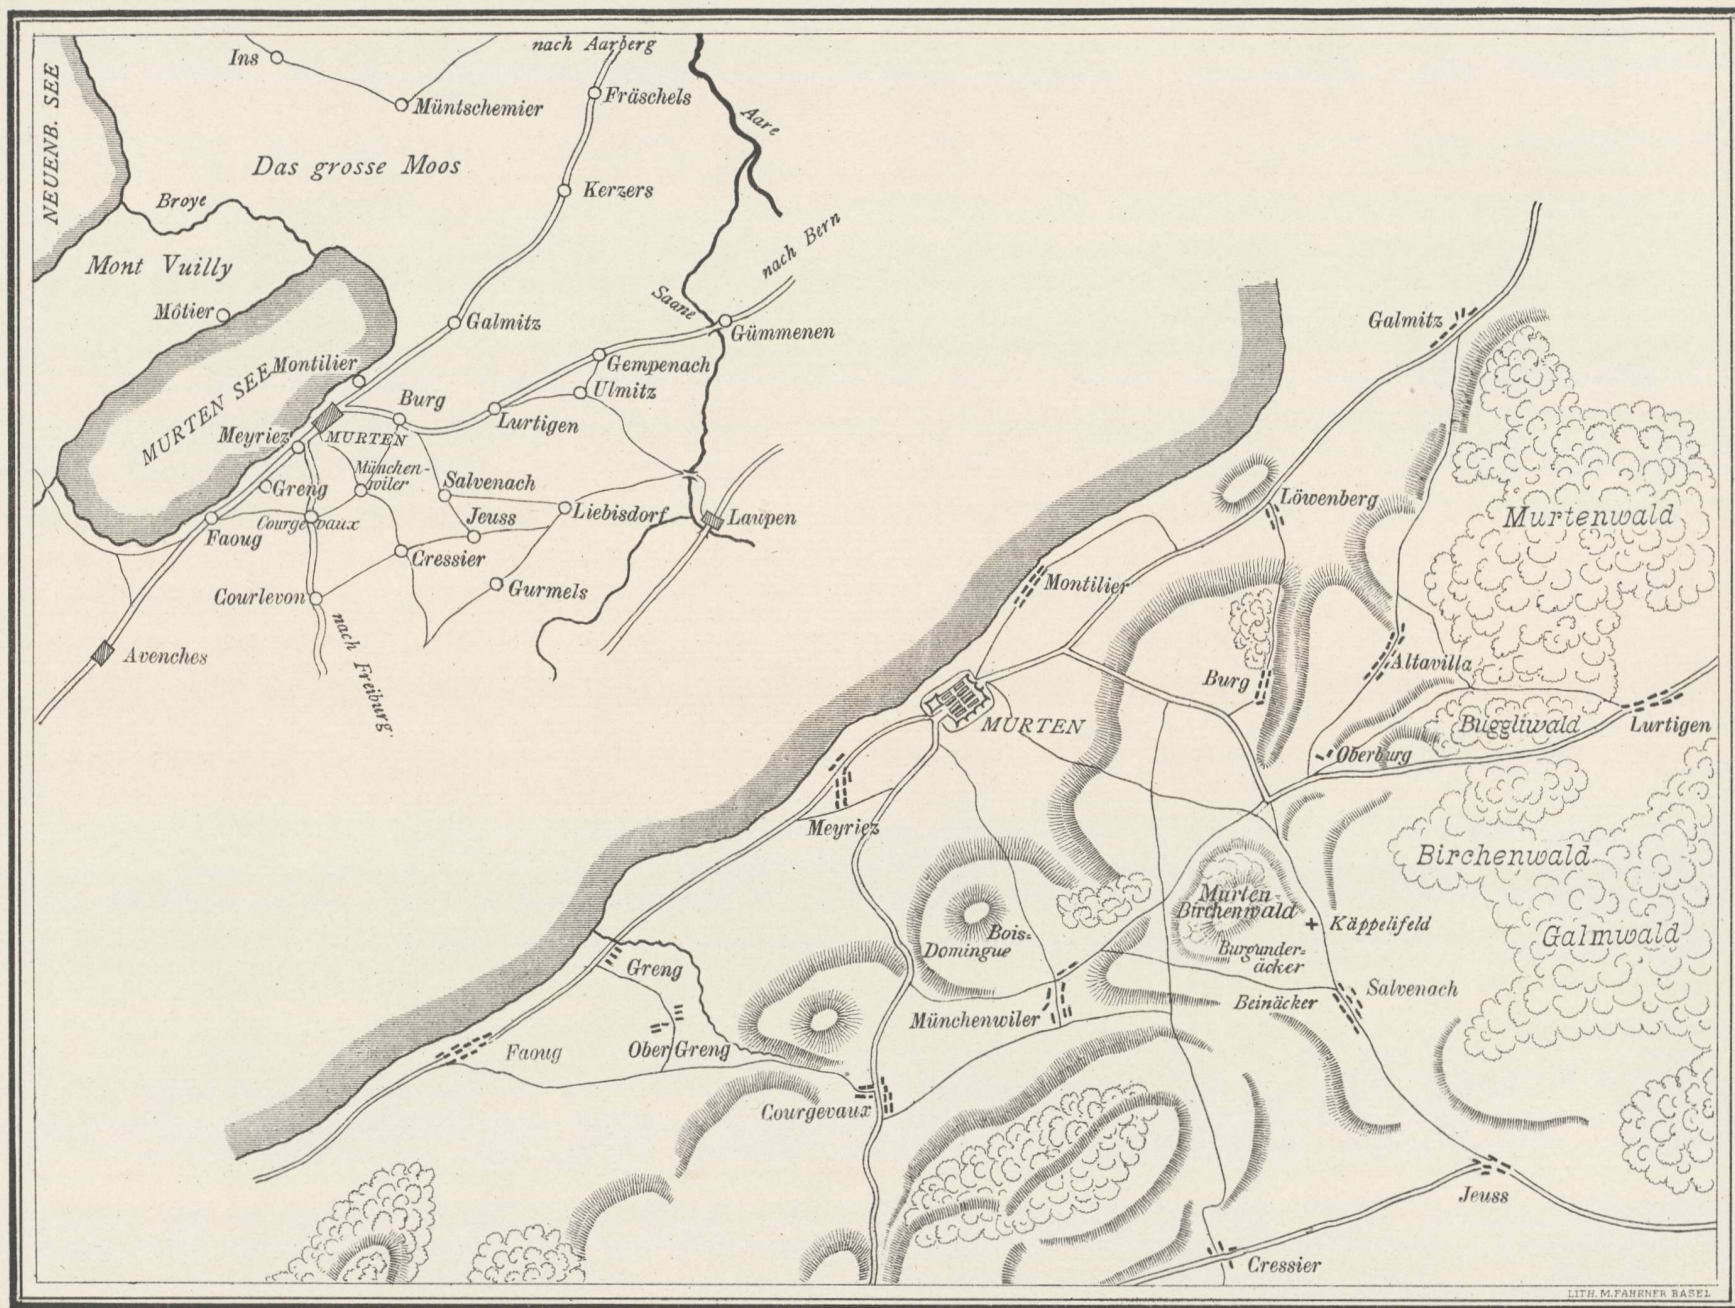 NEUENB. SEE
Ins
Müntschemier
nach Aarberg
Fräschels
Aare
Das grosse Moos
Kerzers
Broye
Mont Vuilly
nach Bern
Môtier
Saane
Galmitz
Gümmenen
MURTEN SEE
Montilier
Gempenach
Ulmitz
Burg
Lurtigen
Meyriez
MURTEN
München-
wiler
Salvenach
Greng
Courgevaux
Jeuss
Liebisdorf
Laupen
Faoug
Cressier
Gurmels
Courlevon
nach Freiburg
Avenches
Galmitz
Löwenberg
Murtenwald
Montilier
Altavilla
Burg
MURTEN
Buggliwald
Lurtigen
Oberburg
Meyriez
Birchenwald
Murten-
Birchenwald
Käppelifeld
Galmwald
Bois-
Domingue
Burgunder-
äcker
Greng
Salvenach
Beinäcker
Münchenwiler
Faoug
Ober Greng
Courgevaux
Jeuss
Cressier
LITH. M. FAHRNER BASEL